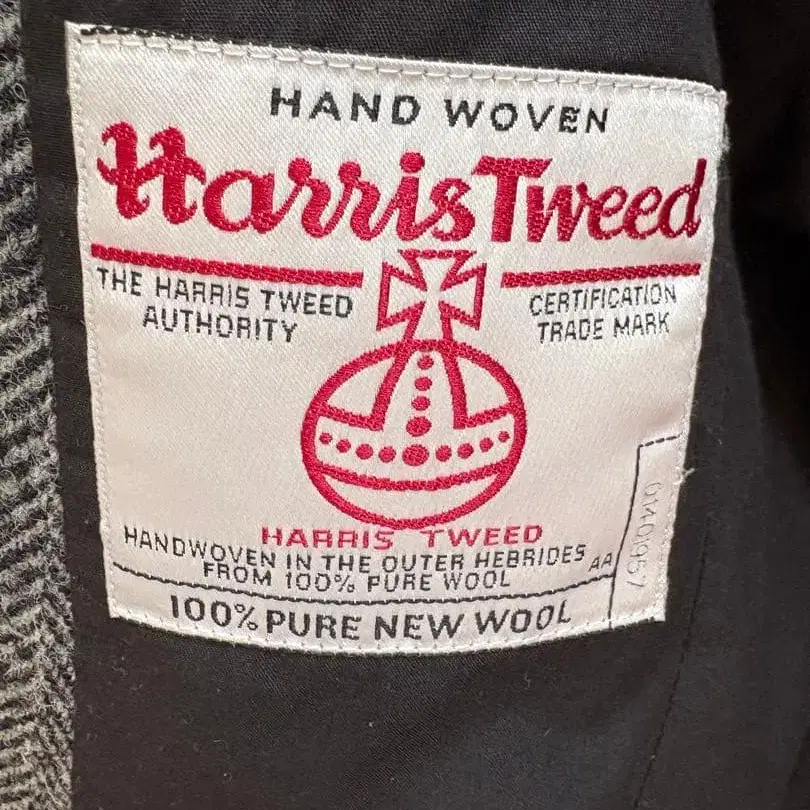 HAND WOVEN
Harris Tweed
THE HARRIS TWEED
AUTHORITY
CERTIFICATION
TRADE MARK
HARRIS TWEED
HANDWOVEN IN THE OUTER HEBRIDES AA
FROM 100% PURE WOOL
100% PURE NEW WOOL
0140957